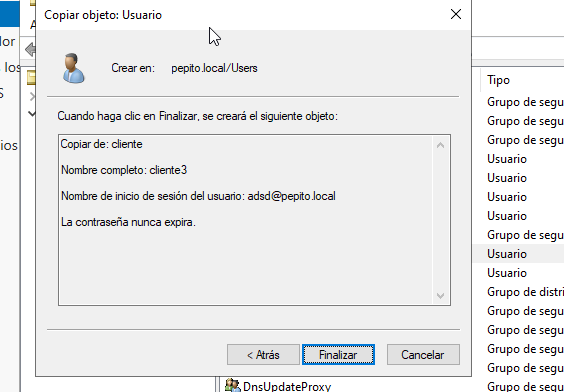 Copiar objeto: Usuario
Crear en: pepito.local/Users
Cuando haga clic en Finalizar, se creará el siguiente objeto:
Copiar de: cliente
Nombre completo: cliente3
Nombre de inicio de sesión del usuario: adsd@pepito.local
La contraseña nunca expira.
< Atrás
Finalizar
Cancelar
Tipo
Grupo de segu
Grupo de segu
Grupo de segu
Usuario
Usuario
Usuario
Usuario
Grupo de segu
Usuario
Usuario
Grupo de distri
Grupo de segu
Grupo de segu
Grupo de segu
Grupo de segu
Grupo de segu
DnsUpdateProxy
lor
los
S
ios